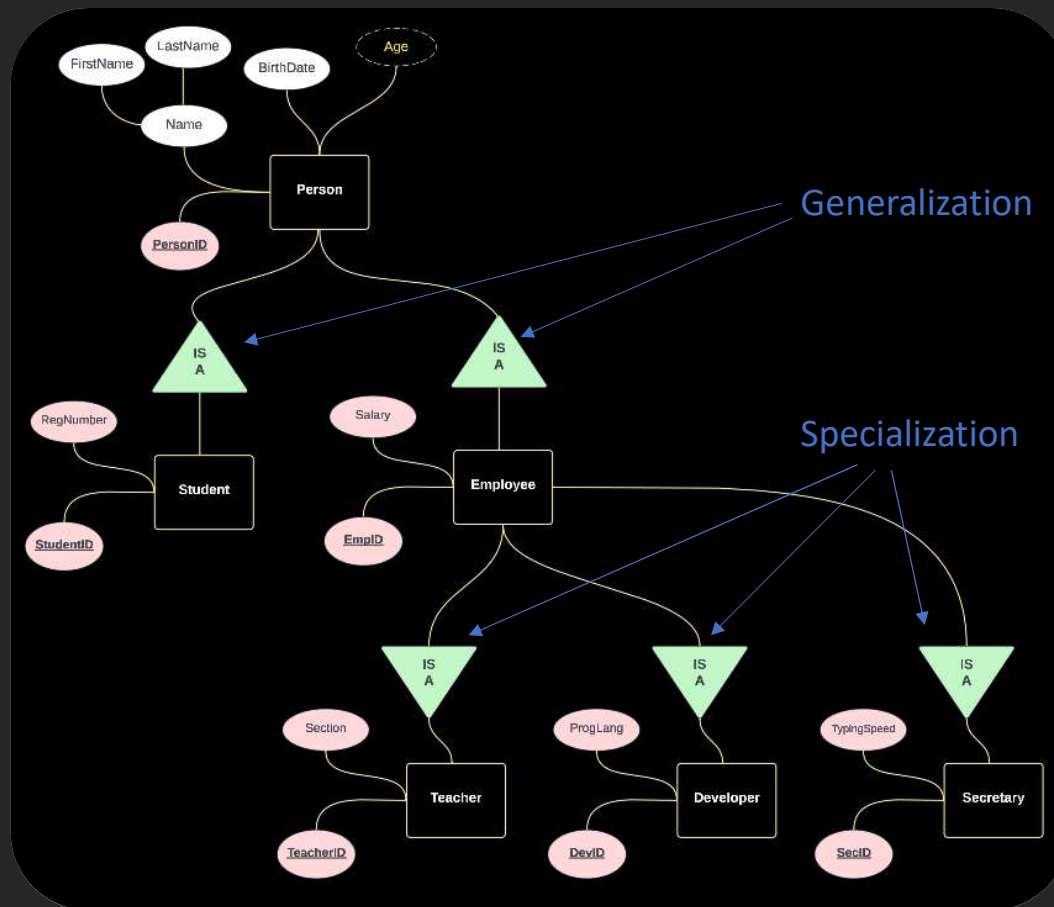 LastName
Age
FirstName
BirthDate
Name
Person
Generalization
PersonID
IS
A
IS
A
RegNumber
Salary
Specialization
Student
Employee
StudentID
EmpID
IS
A
IS
A
IS
A
Section
ProgLang
TypingSpeed
Teacher
Developer
Secretary
TeacherID
DevID
SecID